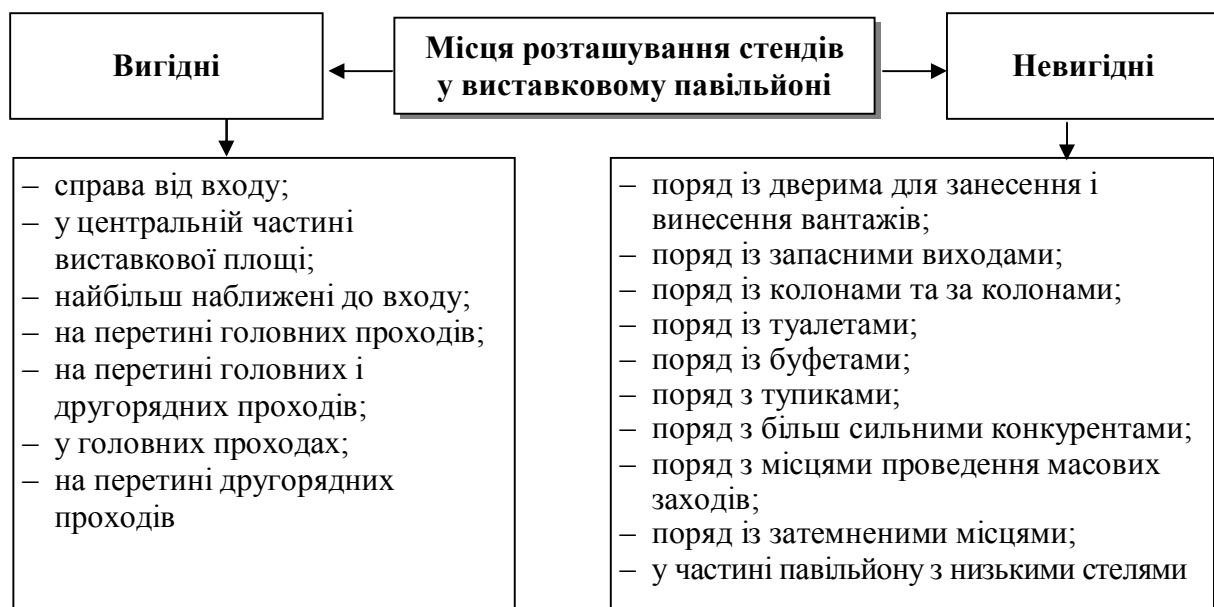 Місця розташування стендів
у виставковому павільйоні
Вигідні
– справа від входу;
– у центральній частині
виставкової площі;
– найбільш наближені до входу;
– на перетині головних проходів;
– на перетині головних і
другорядних проходів;
– у головних проходах;
– на перетині другорядних
проходів
Невигідні
– поряд із дверима для занесення і
винесення вантажів;
– поряд із запасними виходами;
– поряд із колонами та за колонами;
– поряд із туалетами;
– поряд із буфетами;
– поряд з тупиками;
– поряд з більш сильними конкурентами;
– поряд з місцями проведення масових
заходів;
– поряд із затемненими місцями;
– у частині павільйону з низькими стелями